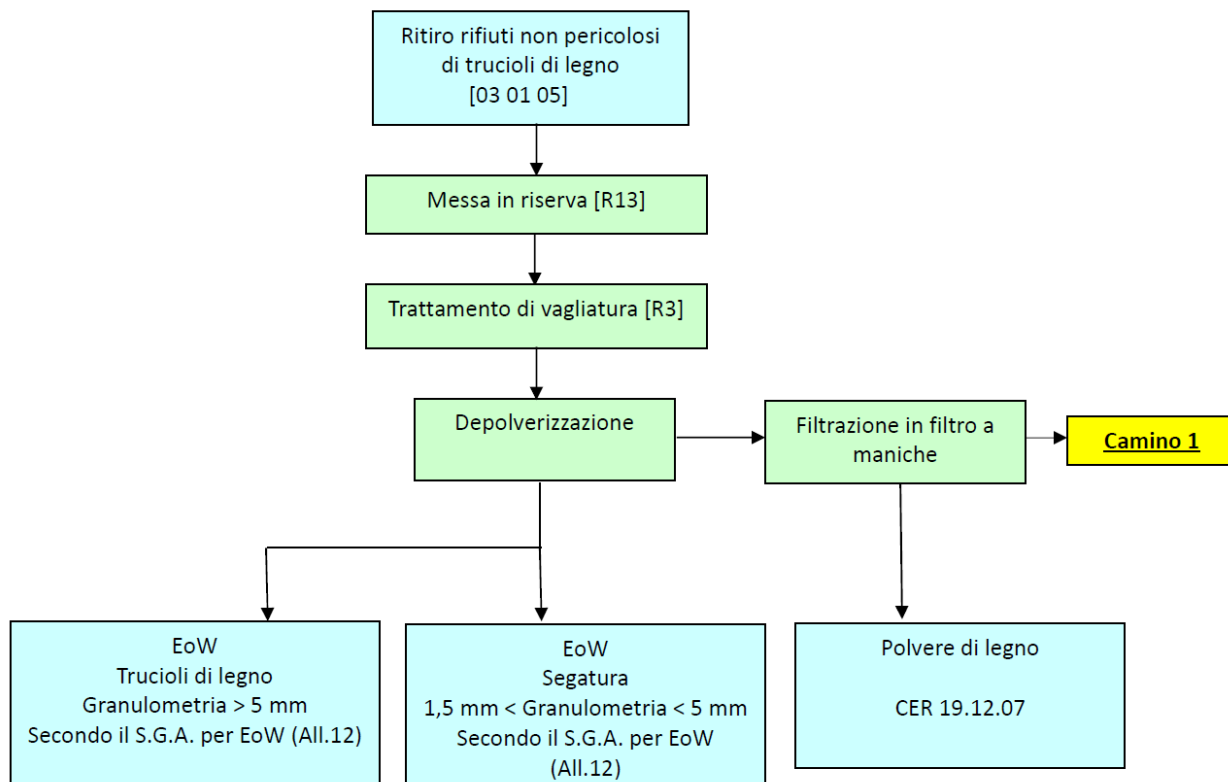 Ritiro rifiuti non pericolosi
di trucioli di legno
[03 01 05]
Messa in riserva [R13]
Trattamento di vagliatura [R3]
Depolverizzazione
Filtrazione in filtro a
maniche
Camino 1
EoW
Trucioli di legno
Granulometria > 5 mm
Secondo il S.G.A. per EoW (All.12)
EoW
Segatura
1,5 mm < Granulometria < 5 mm
Secondo il S.G.A. per EoW
(All.12)
Polvere di legno
CER 19.12.07